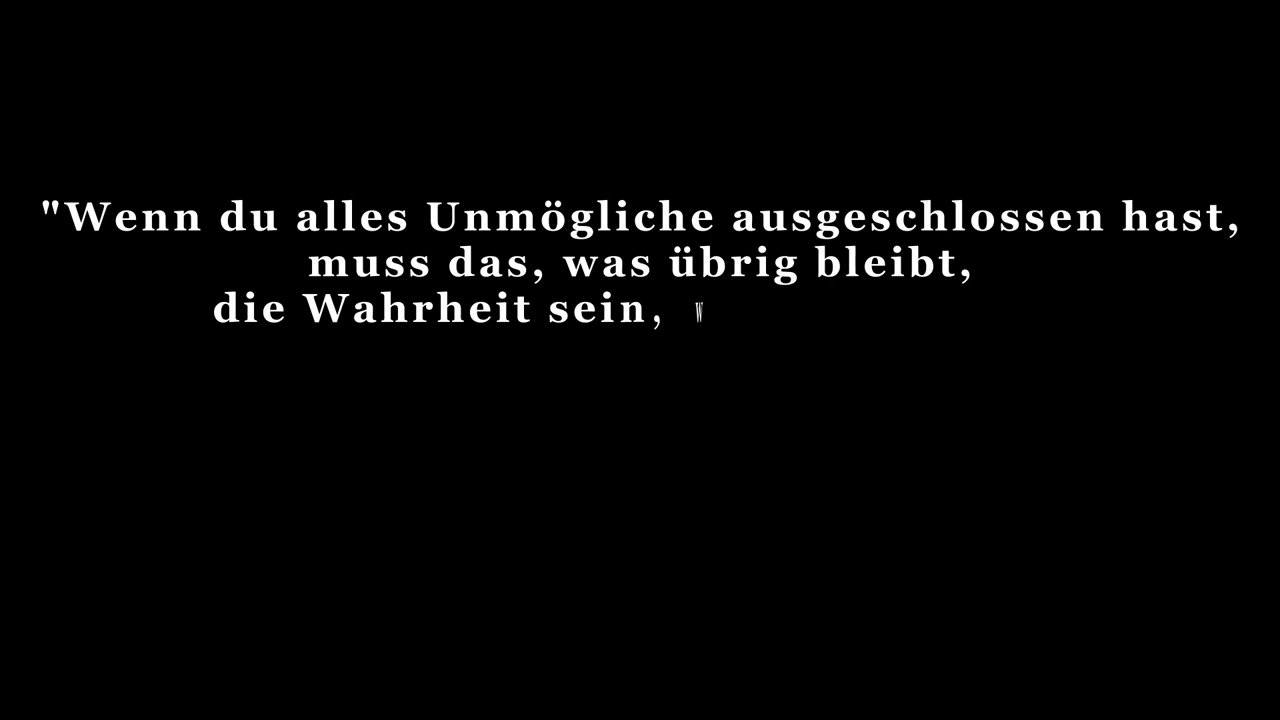 "Wenn du alles Unmögliche ausgeschlossen hast,
muss das, was übrig bleibt,
die Wahrheit sein, w